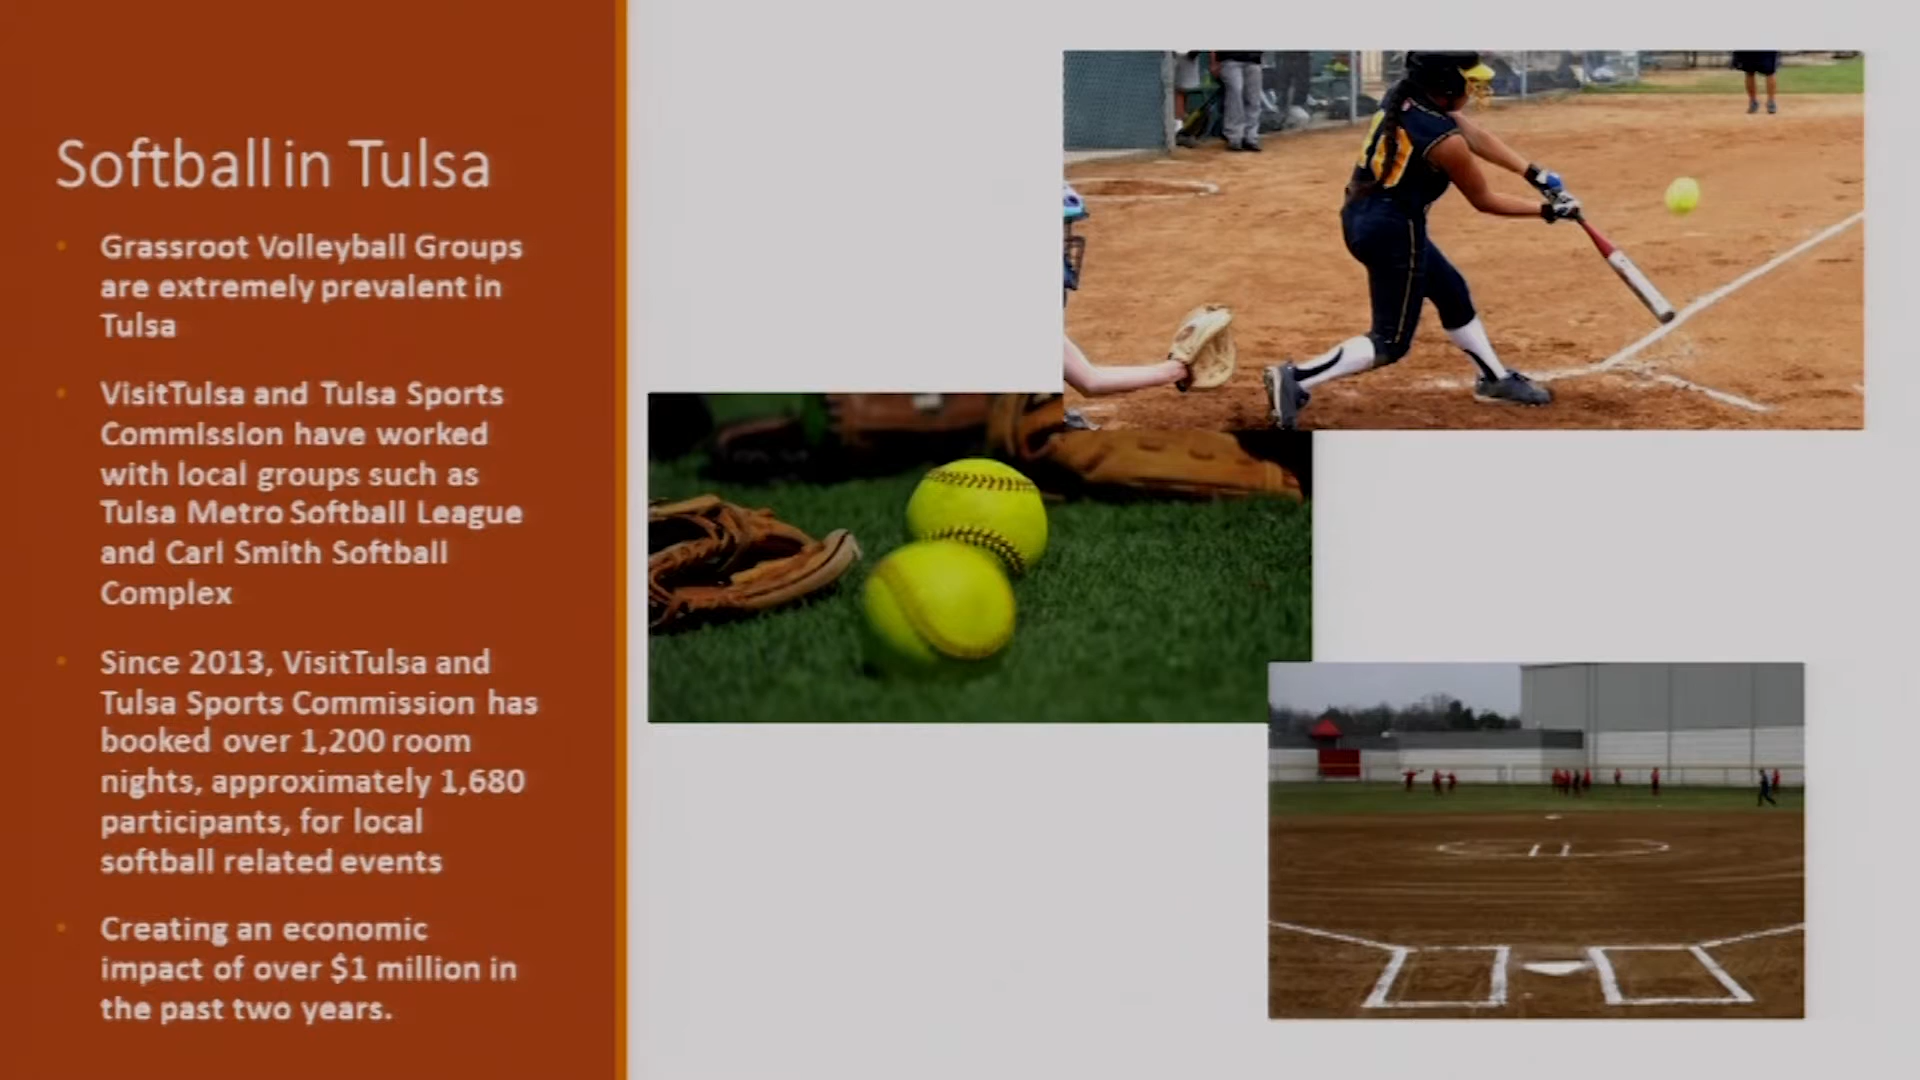 Softball in Tulsa
Grassroot Volleyball Groups
are extremely prevalent in
Tulsa
VisitTulsa and Tulsa Sports
Commission have worked
with local groups such as
Tulsa Metro Softball League
and Carl Smith Softball
Complex
Since 2013, VisitTulsa and
Tulsa Sports Commission has
booked over 1,200 room
nights, approximately 1,680
participants, for local
softball related events
Creating an economic
impact of over $1 million in
the past two years.